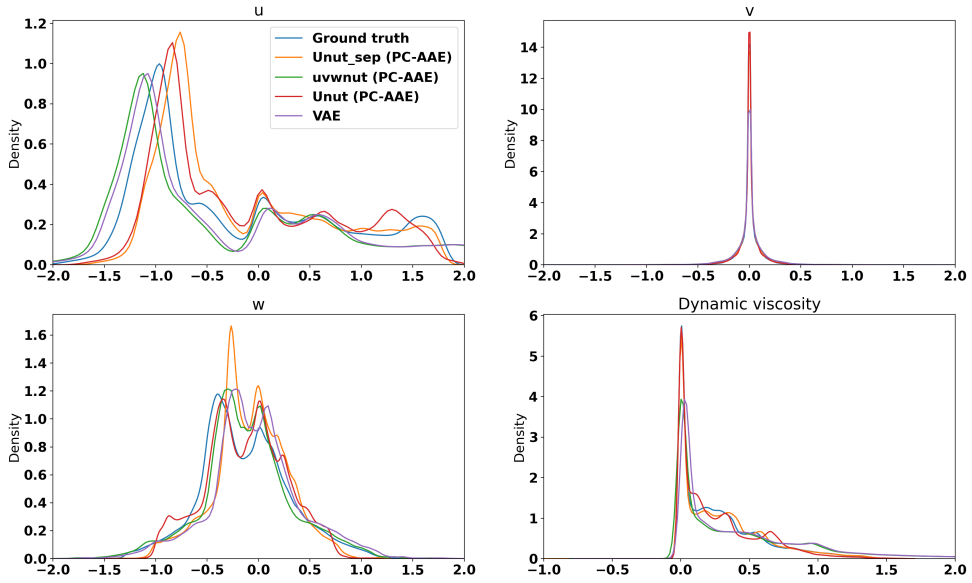 u
Density
1.2
1.0
0.8
0.6
0.4
0.2
0.0
−2.0 −1.5 −1.0 −0.5 0.0 0.5 1.0 1.5 2.0
Ground truth
Unut_sep (PC-AAE)
uvwnut (PC-AAE)
Unut (PC-AAE)
VAE
v
Density
14
12
10
8
6
4
2
0
−2.0 −1.5 −1.0 −0.5 0.0 0.5 1.0 1.5 2.0
w
Density
1.6
1.4
1.2
1.0
0.8
0.6
0.4
0.2
0.0
−2.0 −1.5 −1.0 −0.5 0.0 0.5 1.0 1.5 2.0
Dynamic viscosity
Density
6
5
4
3
2
1
0
−1.0 −0.5 0.0 0.5 1.0 1.5 2.0